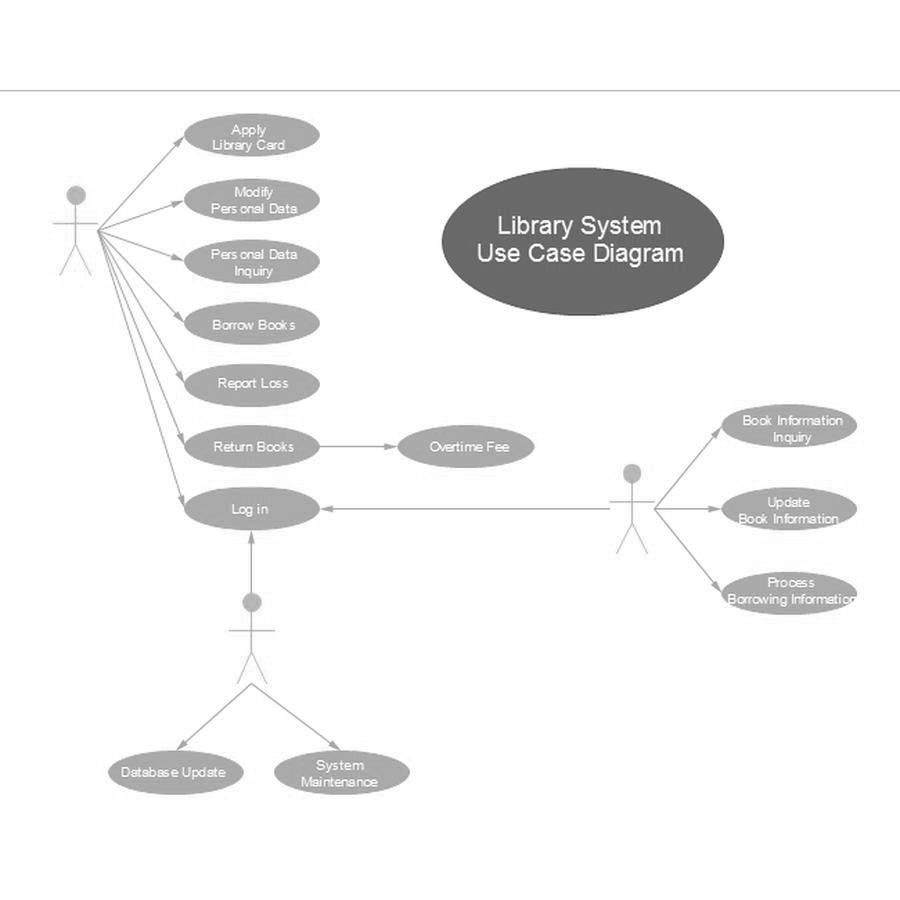 Apply
Library Card
Modify
Personal Data
Library System
Use Case Diagram
Personal Data
Inquiry
Borrow Books
Report Loss
Return Books
Overtime Fee
Book Information
Inquiry
Log in
Update
Book Information
Process
Borrowing Information
Database Update
System
Maintenance